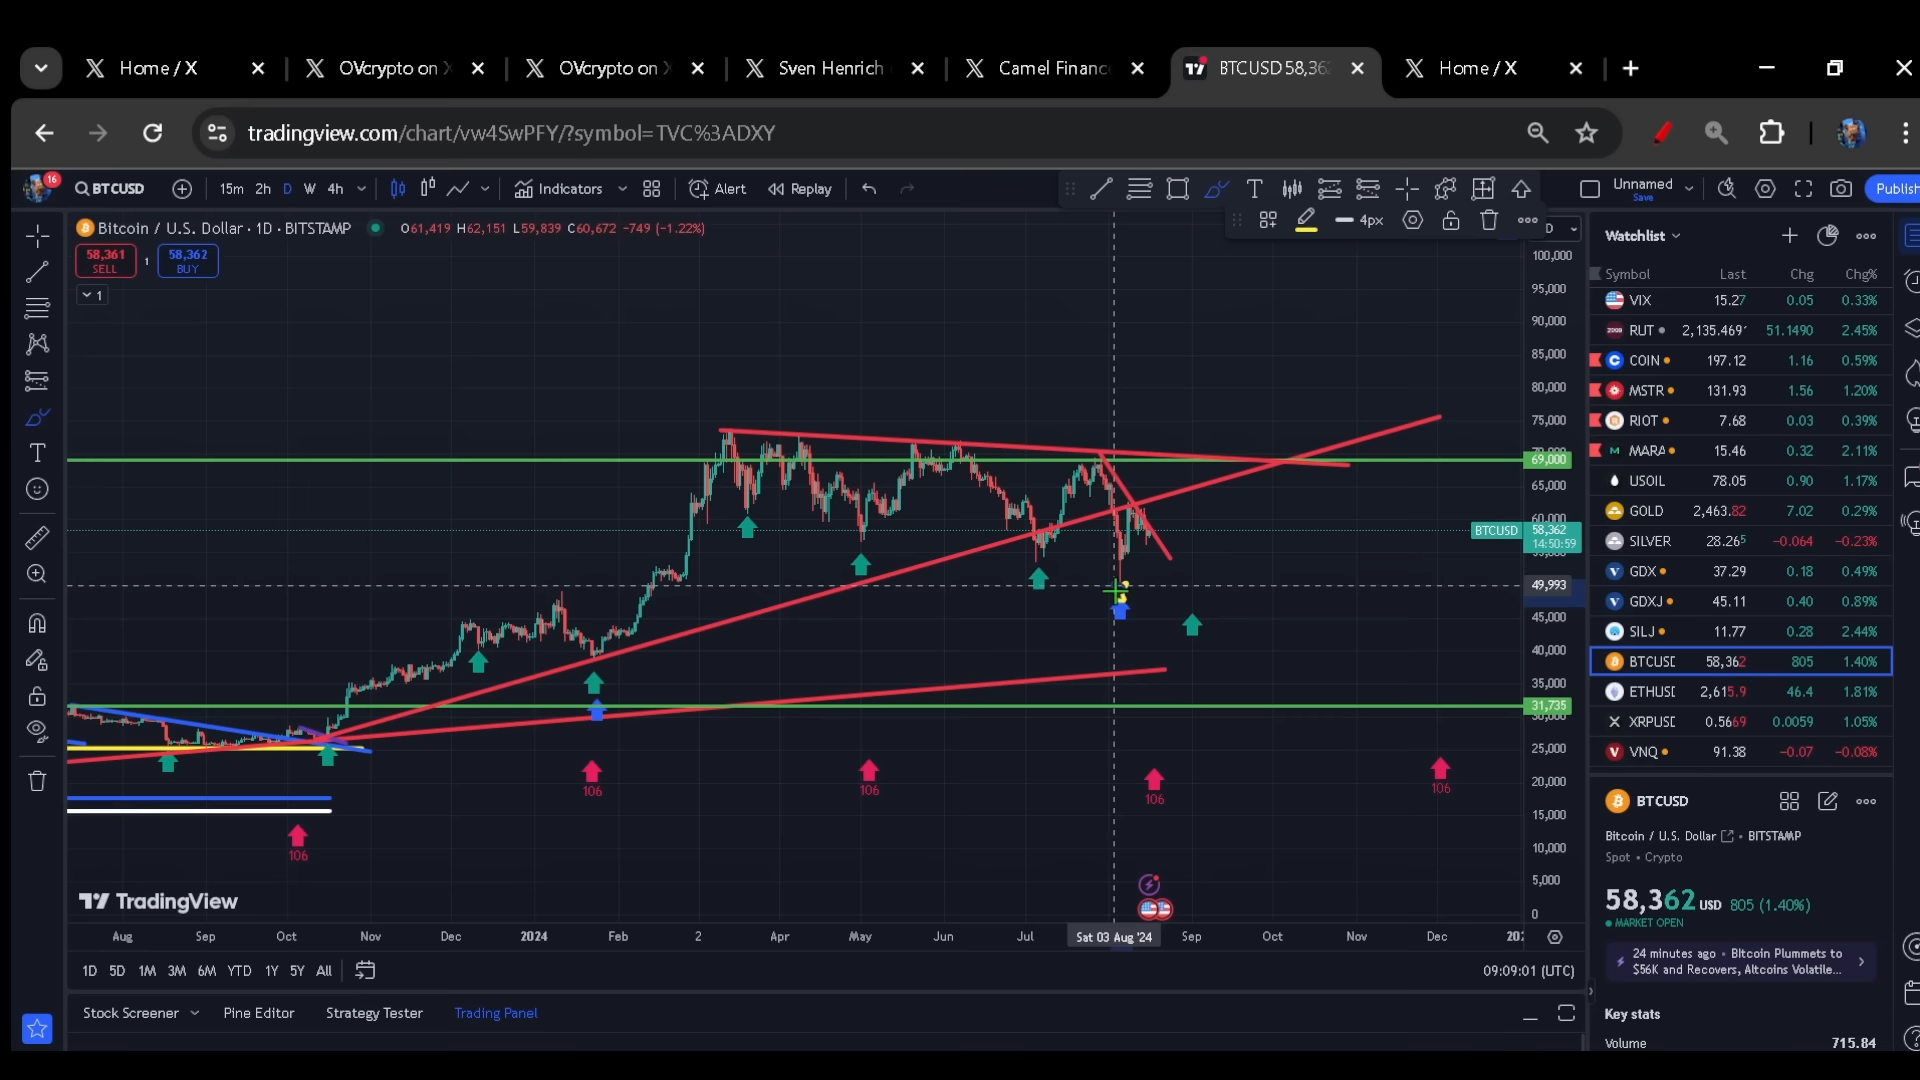 Home / X
OVcrypto on X
OVcrypto on X
Sven Henrich
Camel Financ
BTCUSD 58,36
Home / X
tradingview.com/chart/vw4SwPFY/?symbol=TVC%3ADXY
16
BTCUSD
15m 2h D W 4h
Indicators
Alert
Replay
T
Unnamed
Save
Publish
Bitcoin / U.S. Dollar · 1D · BITSTAMP
O61,419 H62,151 L59,839 C60,672 −749 (−1.22%)
4px
58,361
SELL
1
58,362
BUY
1
100,000
95,000
90,000
85,000
80,000
75,000
69,000
65,000
60,000
BTCUSD 58,362
14:50:59
49,993
45,000
40,000
35,000
31,735
30,000
25,000
20,000
15,000
10,000
5,000
0
106
106
106
106
106
TradingView
Aug Sep Oct Nov Dec 2024 Feb 2 Apr May Jun Jul Sat 03 Aug '24 Sep Oct Nov Dec 202
1D 5D 1M 3M 6M YTD 1Y 5Y All
09:09:01 (UTC)
Stock Screener
Pine Editor
Strategy Tester
Trading Panel
Watchlist
Symbol Last Chg Chg%
VIX 15.27 0.05 0.33%
RUT 2,135.469 51.1490 2.45%
COIN 197.12 1.16 0.59%
MSTR 131.93 1.56 1.20%
RIOT 7.68 0.03 0.39%
MARA 15.46 0.32 2.11%
USOIL 78.05 0.90 1.17%
GOLD 2,463.82 7.02 0.29%
SILVER 28.265 −0.064 −0.23%
GDX 37.29 0.18 0.49%
GDXJ 45.11 0.40 0.89%
SILJ 11.77 0.28 2.44%
BTCUSD 58,362 805 1.40%
ETHUSD 2,615.9 46.4 1.81%
XRPUSD 0.5669 0.0059 1.05%
VNQ 91.38 −0.07 −0.08%
BTCUSD
Bitcoin / U.S. Dollar • BITSTAMP
Spot • Crypto
58,362 USD 805 (1.40%)
MARKET OPEN
24 minutes ago • Bitcoin Plummets to
$56K and Recovers, Altcoins Volatile...
Key stats
Volume 715.84